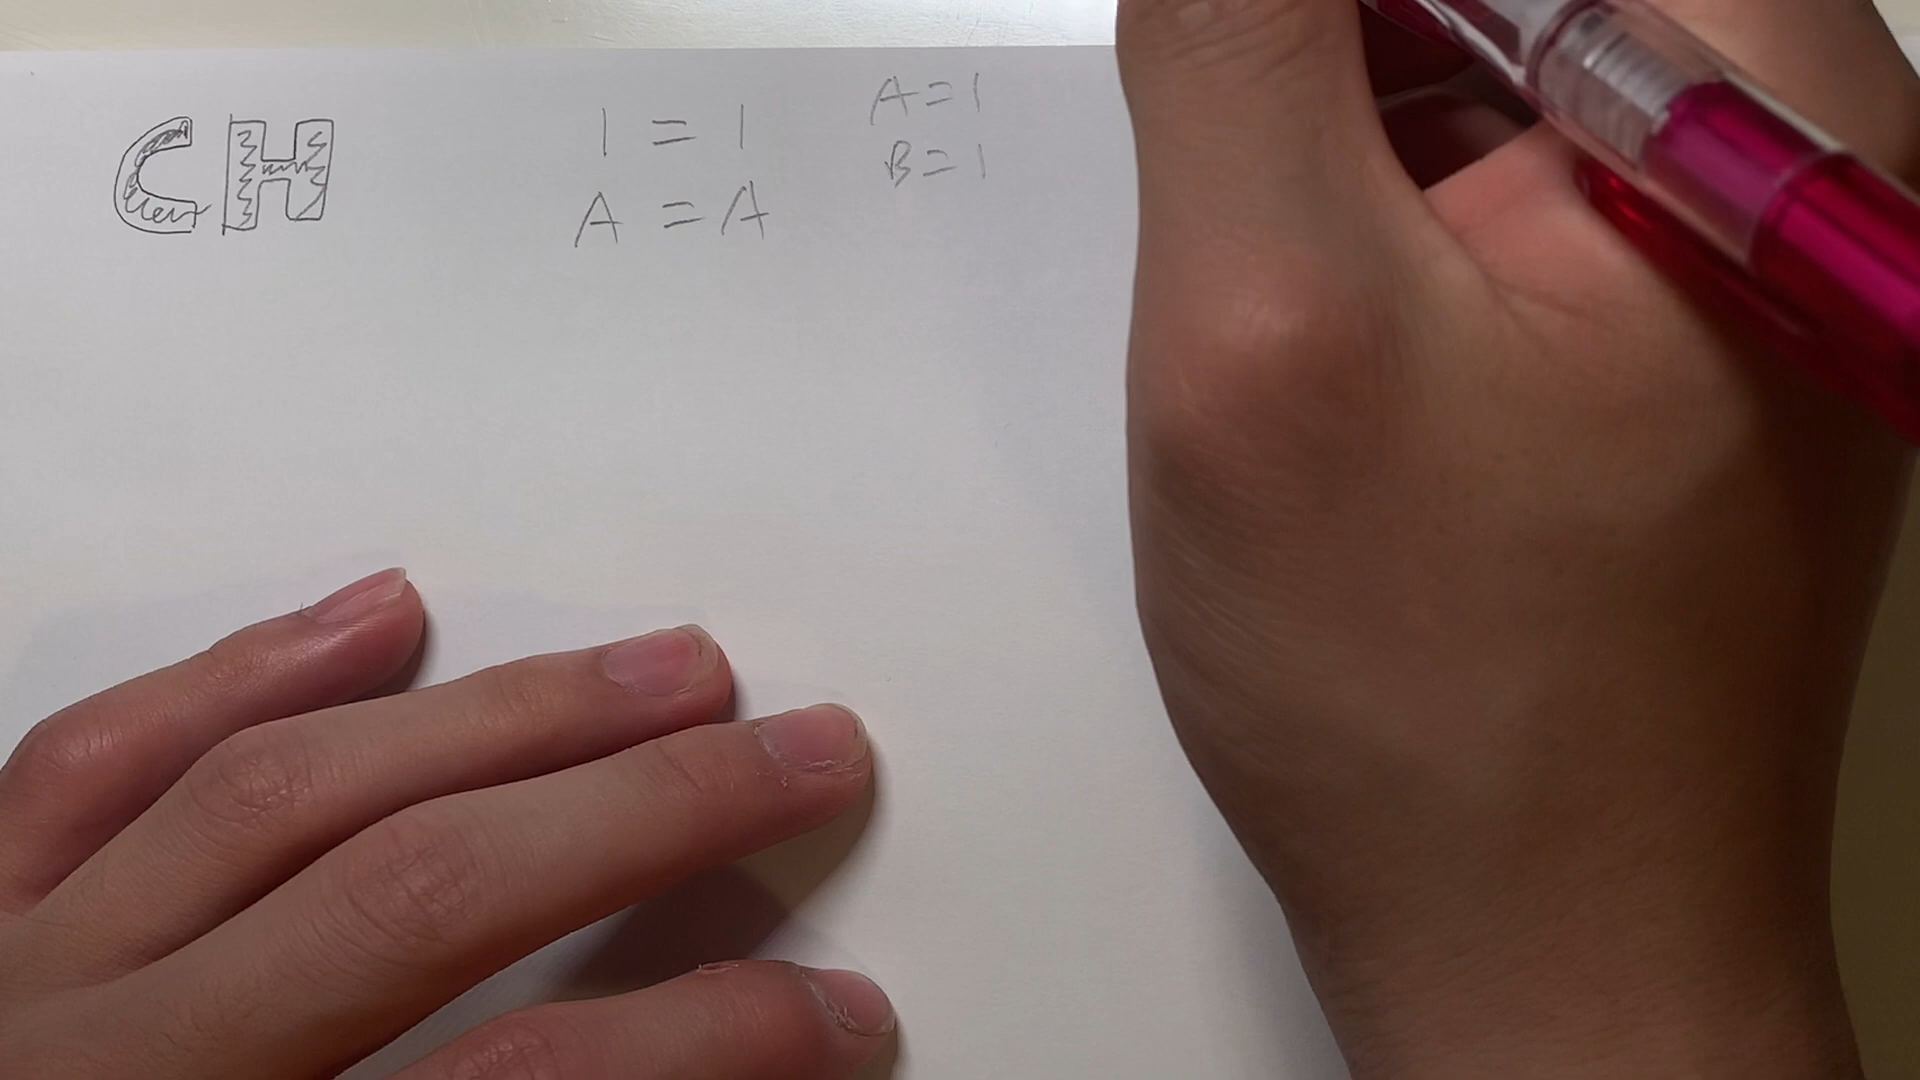 CH
1 = 1
A = A
A = 1
B = 1